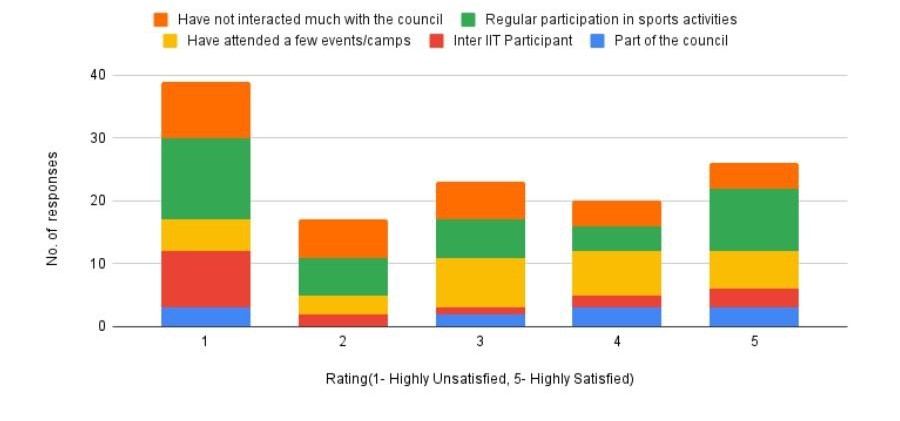 Have not interacted much with the council Regular participation in sports activities
Have attended a few events/camps Inter IIT Participant Part of the council
40
30
20
10
0
No. of responses
1 2 3 4 5
Rating(1- Highly Unsatisfied, 5- Highly Satisfied)